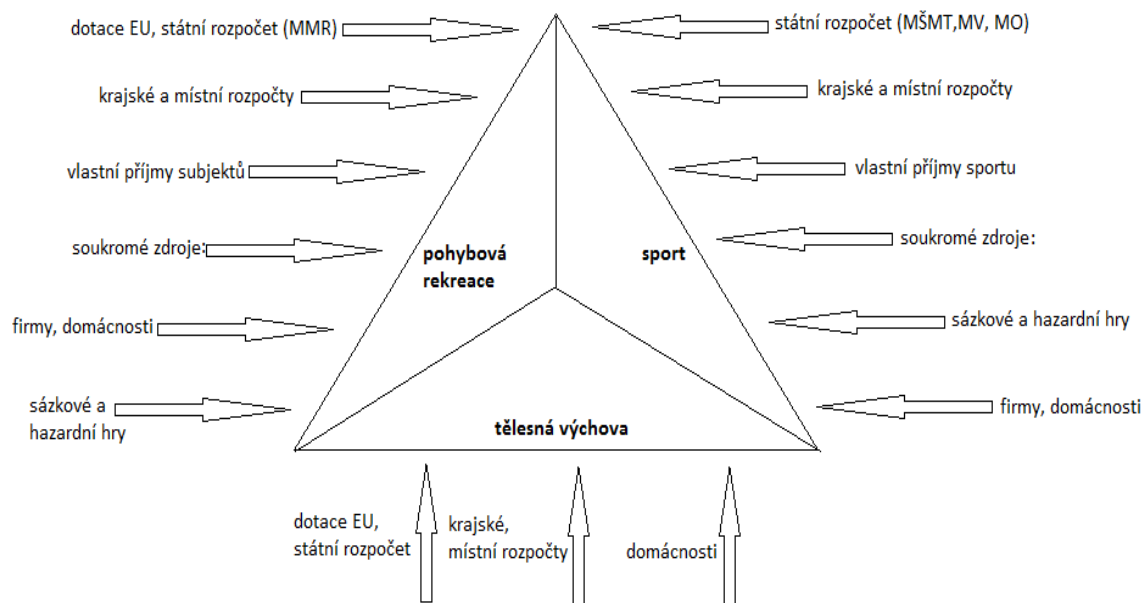 dotace EU, státní rozpočet (MMR)
státní rozpočet (MŠMT,MV, MO)
krajské a místní rozpočty
krajské a místní rozpočty
vlastní příjmy subjektů
vlastní příjmy sportu
soukromé zdroje:
soukromé zdroje:
pohybová
rekreace
sport
firmy, domácnosti
sázkové a hazardní hry
sázkové a
hazardní hry
firmy, domácnosti
tělesná výchova
dotace EU,
státní rozpočet
krajské,
místní rozpočty
domácnosti